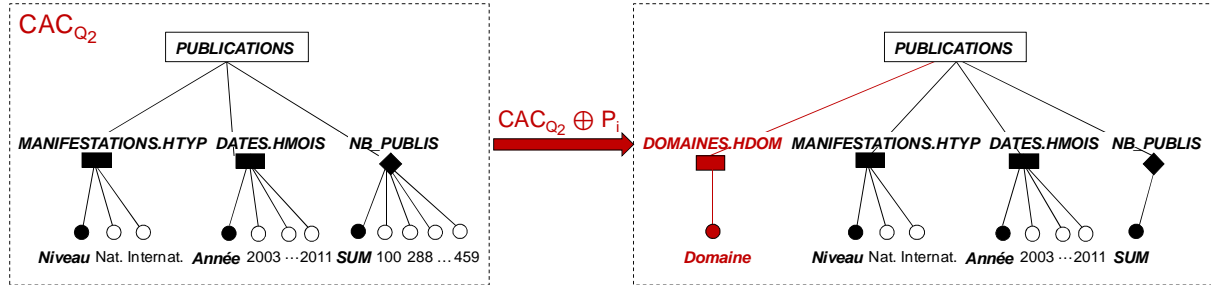 CAC_Q2
PUBLICATIONS
MANIFESTATIONS.HTYP DATES.HMOIS NB_PUBLIS
Niveau Nat. Internat. Année 2003 ...2011 SUM 100 288 ... 459
CAC_Q2 ⊕ P_i
PUBLICATIONS
DOMAINES.HDOM MANIFESTATIONS.HTYP DATES.HMOIS NB_PUBLIS
Domaine Niveau Nat. Internat. Année 2003 ...2011 SUM